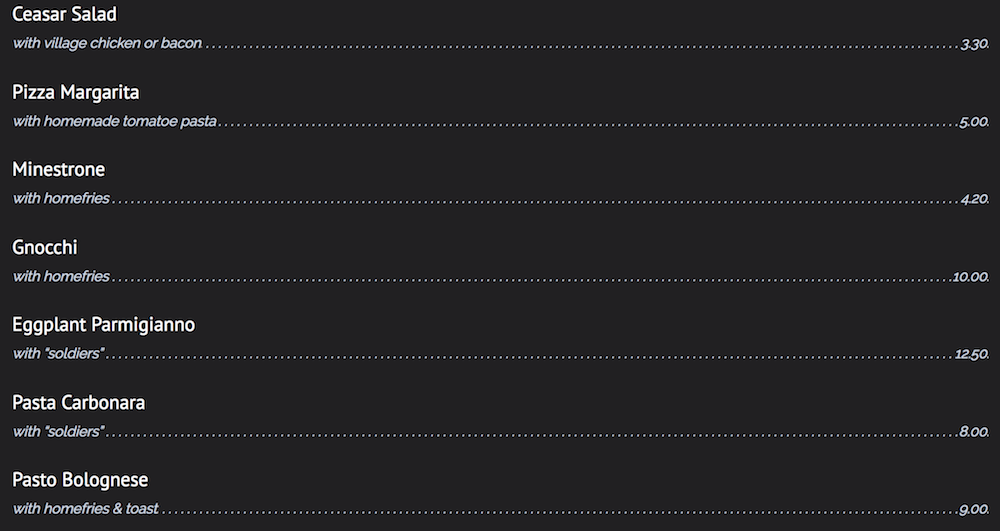 Ceasar Salad
with village chicken or bacon 3.30.
Pizza Margarita
with homemade tomatoe pasta 5.00.
Minestrone
with homefries 4.20.
Gnocchi
with homefries 10.00.
Eggplant Parmigianno
with “soldiers” 12.50.
Pasta Carbonara
with “soldiers” 8.00.
Pasto Bolognese
with homefries & toast 9.00.